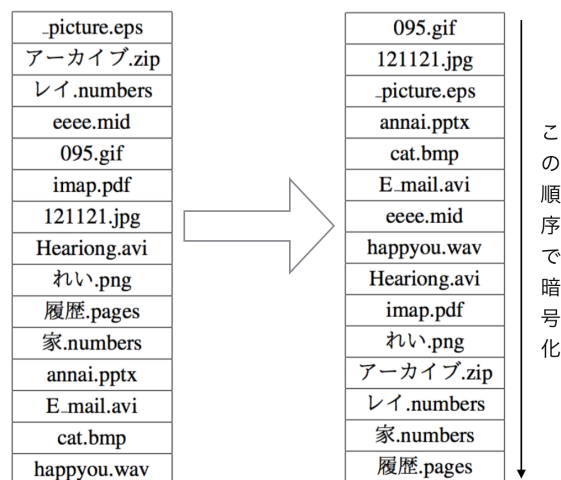 _picture.eps
アーカイブ.zip
レイ.numbers
eeee.mid
095.gif
imap.pdf
121121.jpg
Heariong.avi
れい.png
履歴.pages
家.numbers
annai.pptx
E_mail.avi
cat.bmp
happyou.wav
095.gif
121121.jpg
_picture.eps
annai.pptx
cat.bmp
E_mail.avi
eeee.mid
happyou.wav
Heariong.avi
imap.pdf
れい.png
アーカイブ.zip
レイ.numbers
家.numbers
履歴.pages
この順序で暗号化